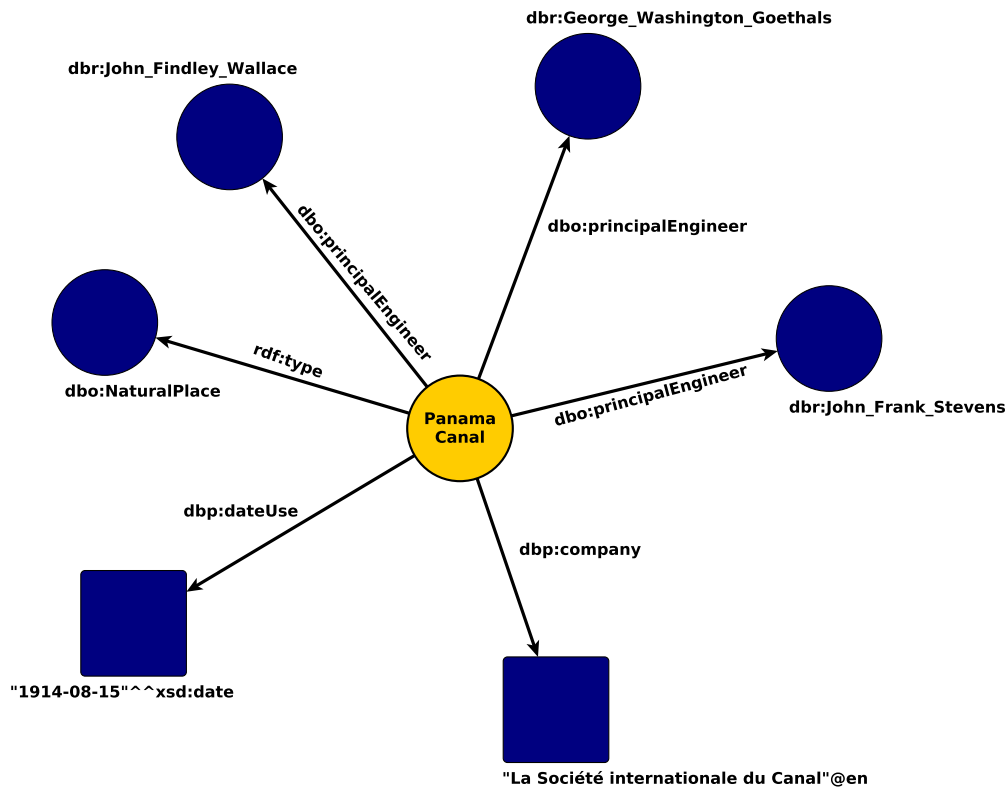 dbr:George_Washington_Goethals
dbr:John_Findley_Wallace
dbo:principalEngineer
dbo:principalEngineer
rdf:type
dbo:NaturalPlace
dbo:principalEngineer
dbr:John_Frank_Stevens
Panama
Canal
dbp:dateUse
dbp:company
"1914-08-15"^^xsd:date
"La Société internationale du Canal"@en